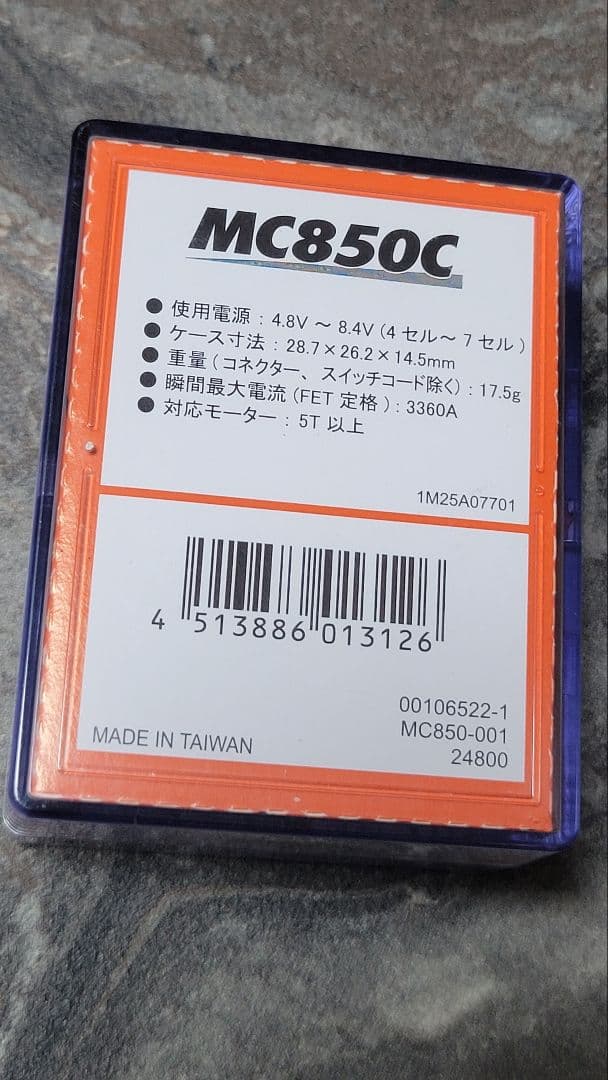 MC850C
● 使用電源 : 4.8V ～ 8.4V (4 セル～ 7 セル )
● ケース寸法 : 28.7×26.2×14.5mm
● 重量 ( コネクター、スイッチコード除く) : 17.5g
● 瞬間最大電流 (FET 定格 ) : 3360A
● 対応モーター : 5T 以上
1M25A07701
4 513886 013126
00106522-1
MC850-001
24800
MADE IN TAIWAN